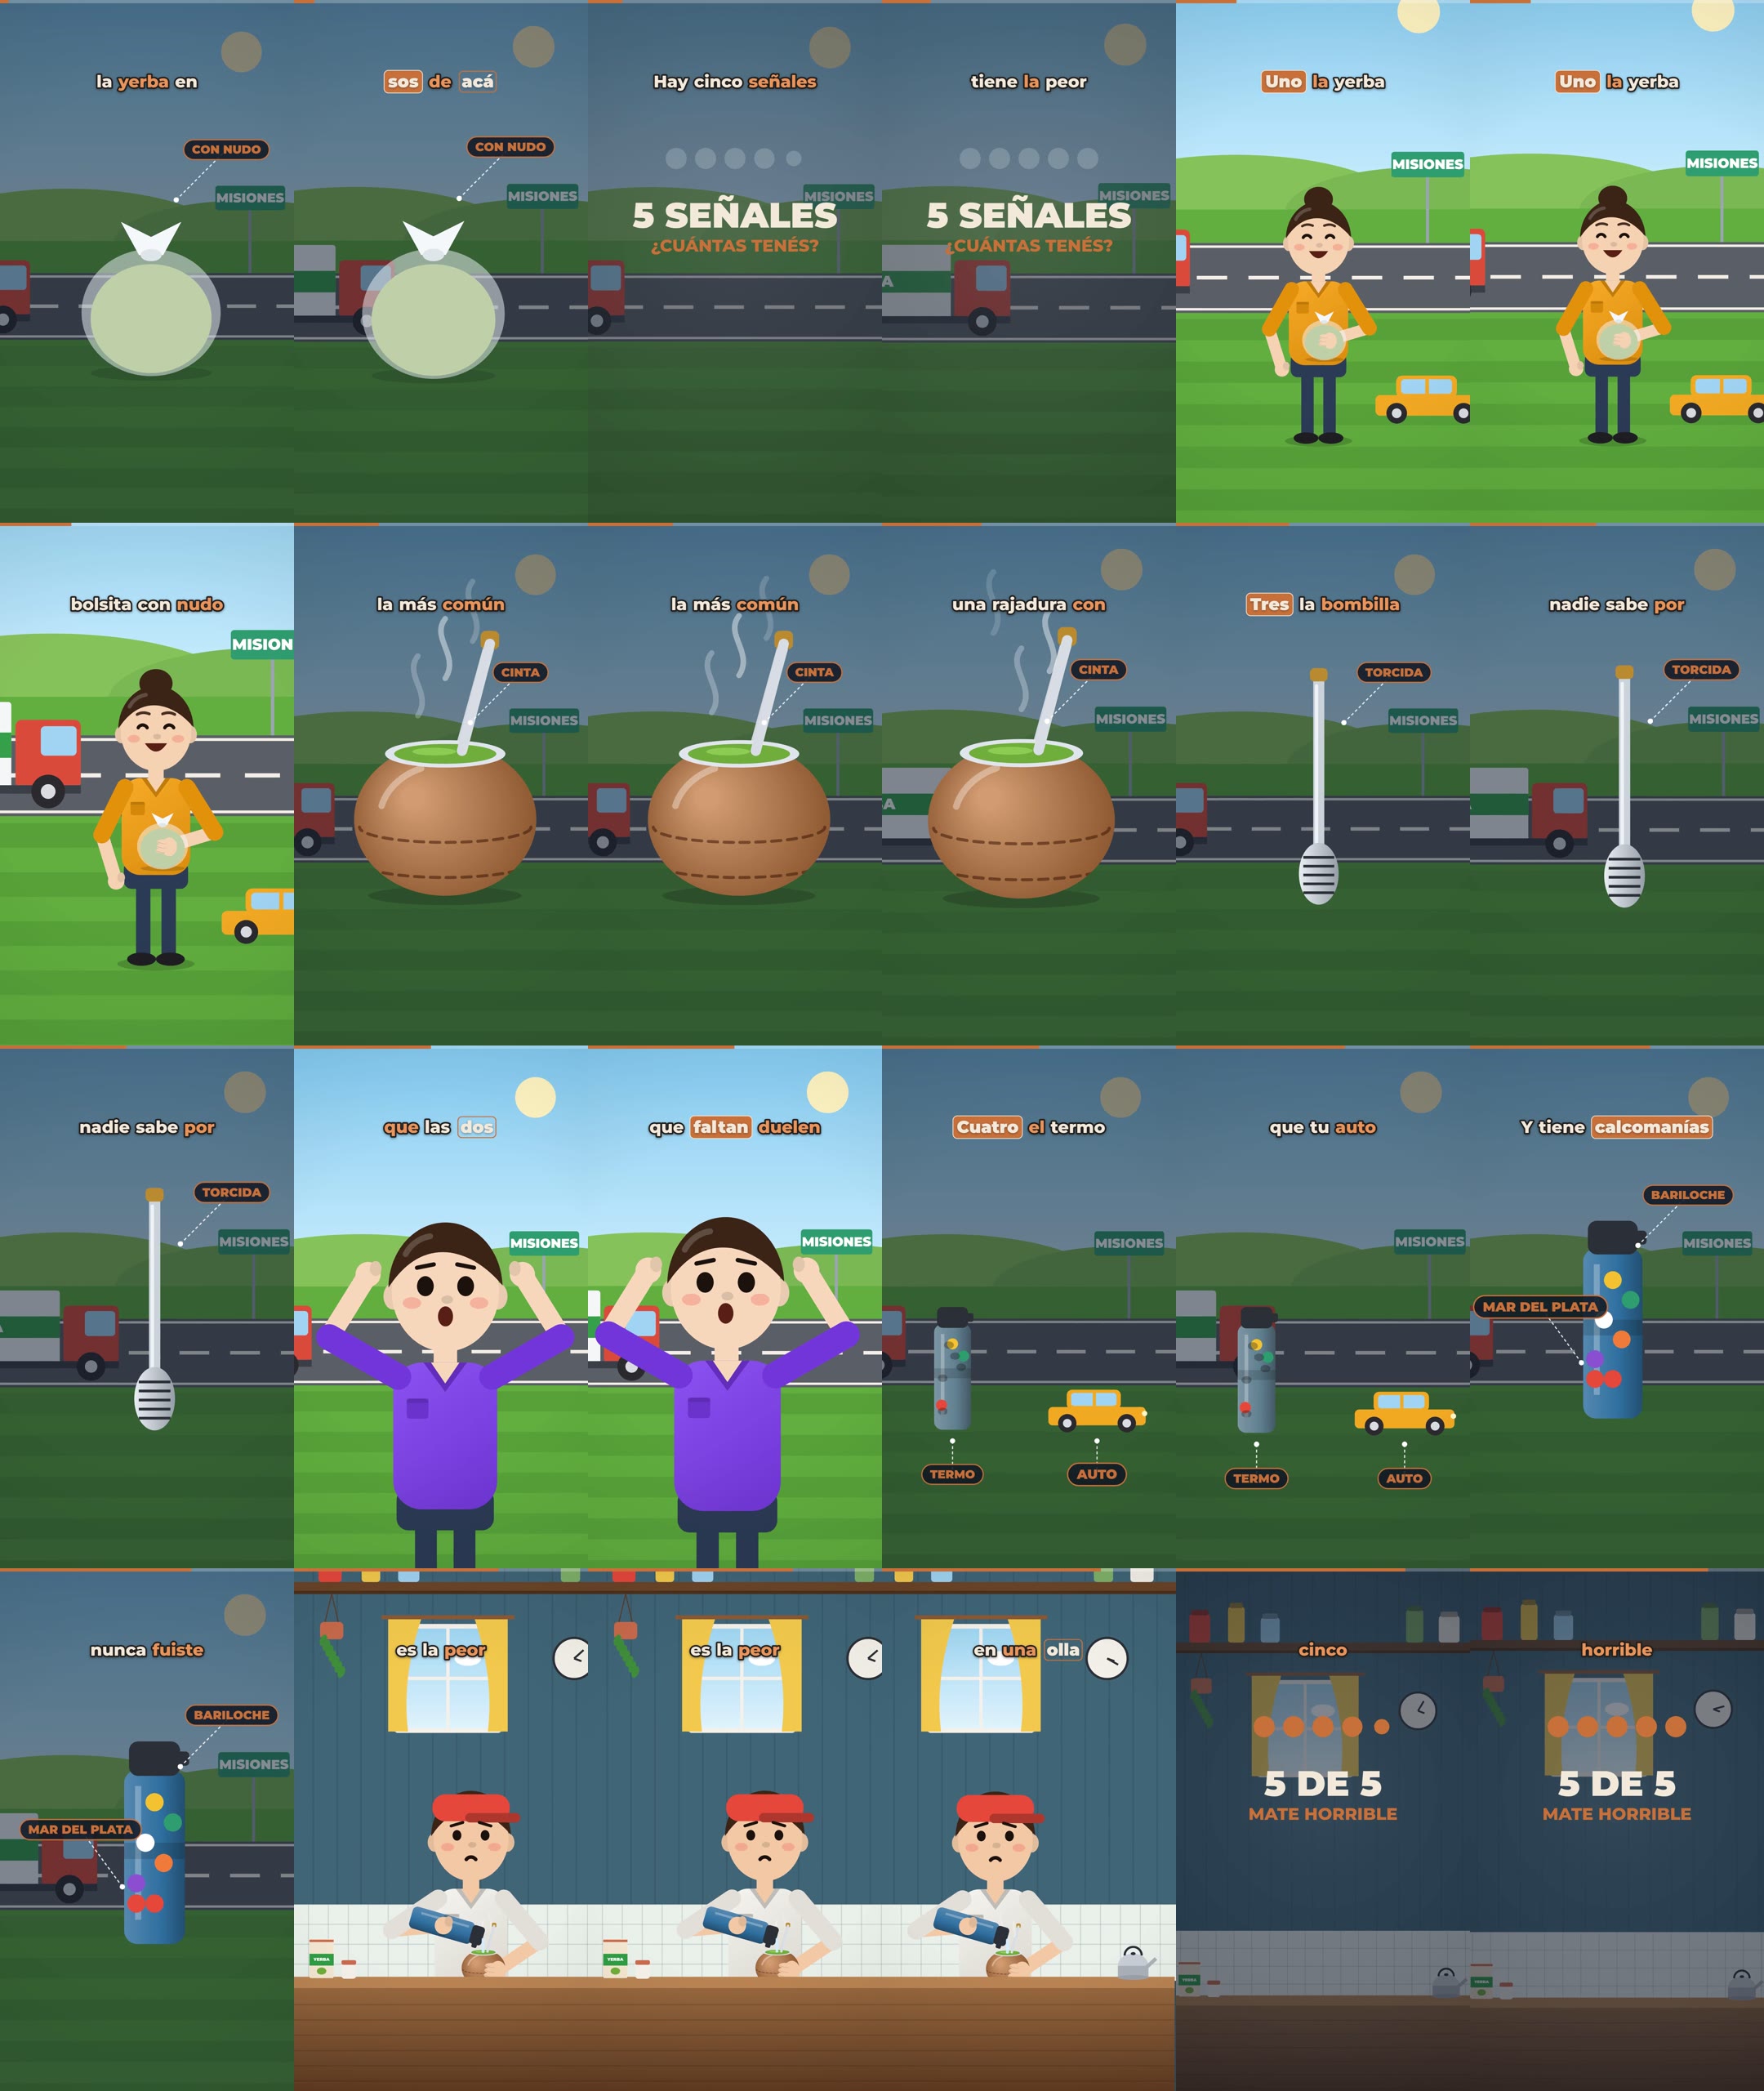 la yerba en
CON NUDO
MISIONES
sos de acá
CON NUDO
MISIONES
Hay cinco señales
MISIONES
5 SEÑALES
¿CUÁNTAS TENÉS?
tiene la peor
MISIONES
5 SEÑALES
¿CUÁNTAS TENÉS?
A
Uno la yerba
MISIONES
Uno la yerba
MISIONES
bolsita con nudo
MISION
la más común
CINTA
MISIONES
la más común
CINTA
MISIONES
una rajadura con
CINTA
MISIONES
A
Tres la bombilla
TORCIDA
MISIONES
nadie sabe por
TORCIDA
MISIONES
nadie sabe por
TORCIDA
MISIONES
que las dos
MISIONES
que faltan duelen
MISIONES
Cuatro el termo
MISIONES
TERMO
AUTO
que tu auto
MISIONES
TERMO
AUTO
Y tiene calcomanías
BARILOCHE
MISIONES
MAR DEL PLATA
nunca fuiste
BARILOCHE
MISIONES
MAR DEL PLATA
es la peor
YERBA
es la peor
YERBA
en una olla
cinco
5 DE 5
MATE HORRIBLE
YERBA
horrible
5 DE 5
MATE HORRIBLE
YERBA